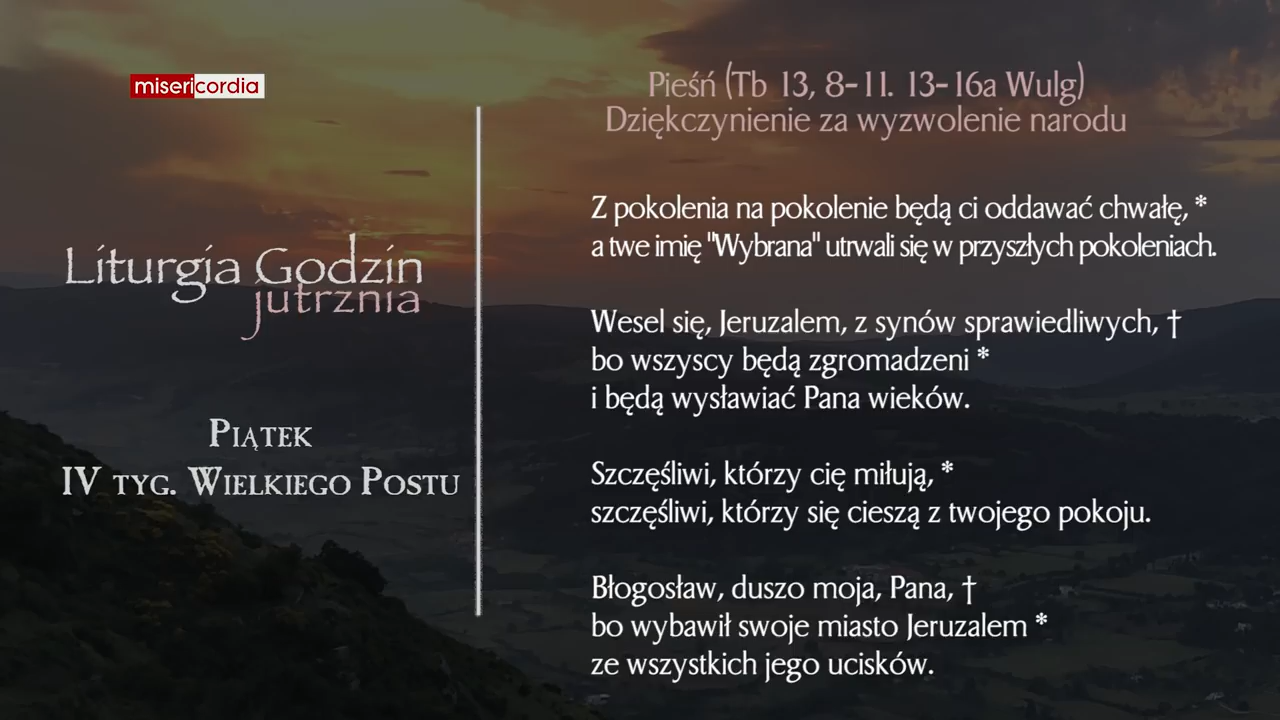 misericordia
Liturgia Godzin
jutrznia
Piątek
IV tyg. Wielkiego Postu
Pieśń (Tb 13, 8-11. 13-16a Wulg)
Dziękczynienie za wyzwolenie narodu
Z pokolenia na pokolenie będą ci oddawać chwałę, *
a twe imię "Wybrana" utrwali się w przyszłych pokoleniach.
Wesel się, Jeruzalem, z synów sprawiedliwych, †
bo wszyscy będą zgromadzeni *
i będą wysławiać Pana wieków.
Szczęśliwi, którzy cię miłują, *
szczęśliwi, którzy się cieszą z twojego pokoju.
Błogosław, duszo moja, Pana, †
bo wybawił swoje miasto Jeruzalem *
ze wszystkich jego ucisków.